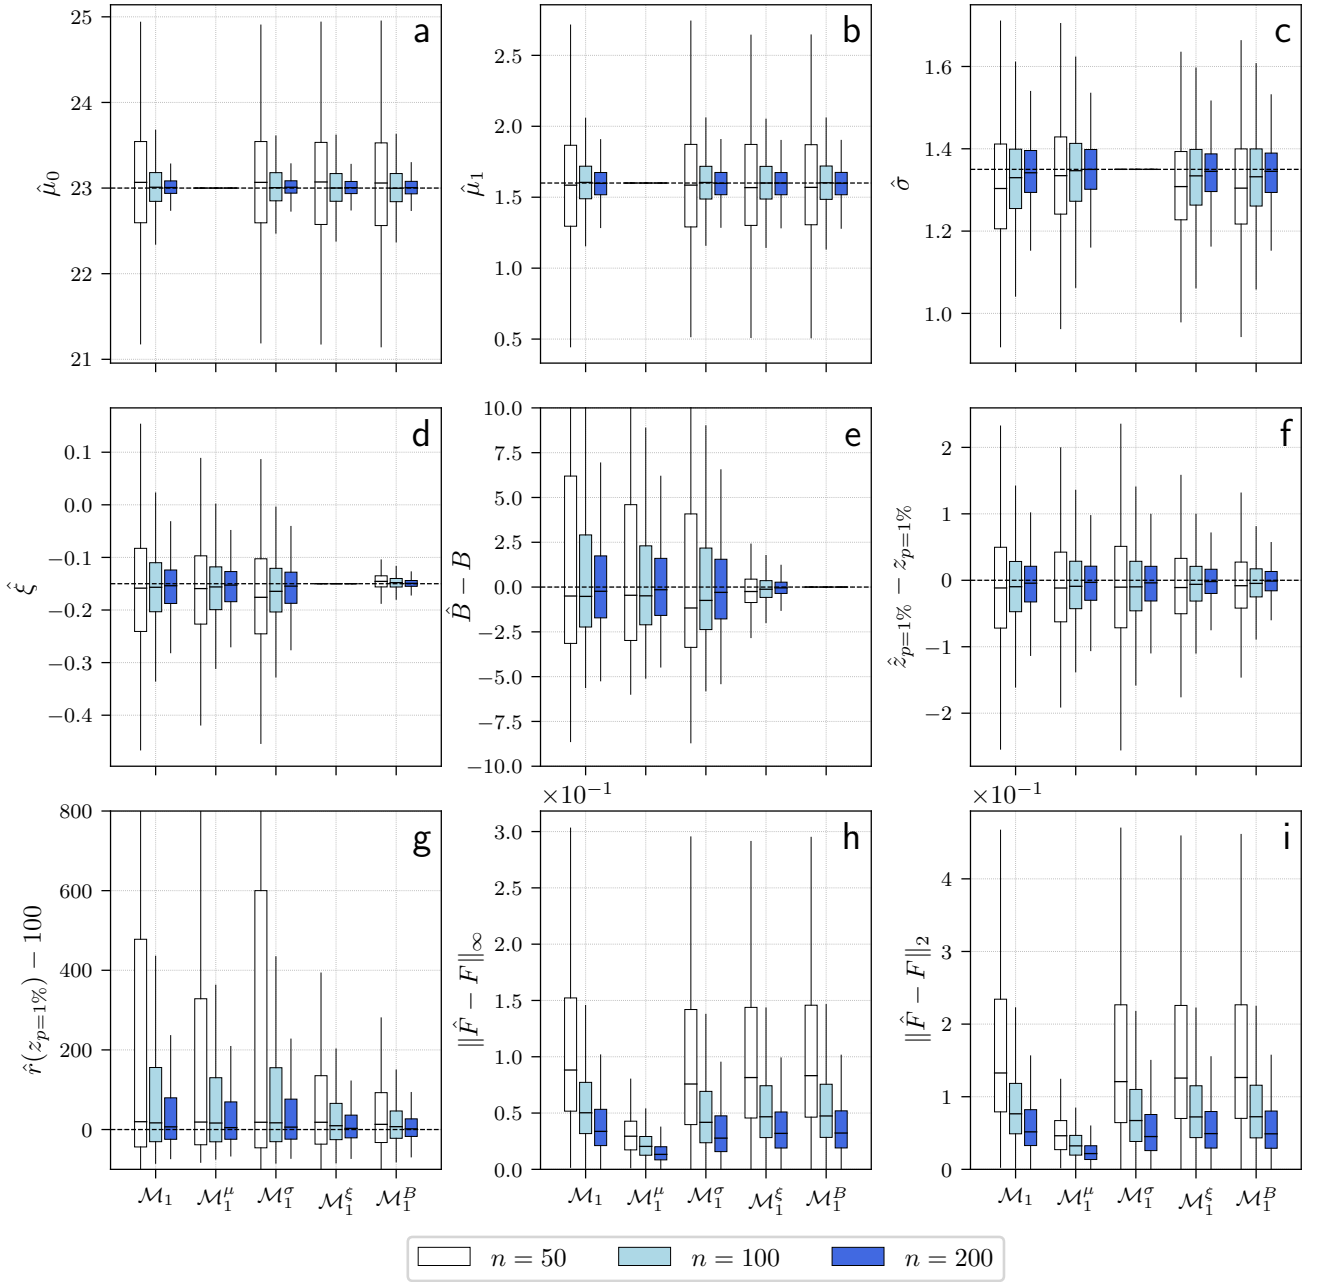 a
25
24
23
22
21
μ̂₀
b
2.5
2.0
1.5
1.0
0.5
μ̂₁
c
1.6
1.4
1.2
1.0
σ̂
d
0.1
0.0
−0.1
−0.2
−0.3
−0.4
ξ̂
e
10.0
7.5
5.0
2.5
0.0
−2.5
−5.0
−7.5
−10.0
B̂ − B
f
2
1
0
−1
−2
ẑ_{p=1%} − z_{p=1%}
g
800
600
400
200
0
r̂(z_{p=1%}) − 100
ℳ₁ ℳ₁^μ ℳ₁^σ ℳ₁^ξ ℳ₁^B
×10⁻¹
h
3.0
2.5
2.0
1.5
1.0
0.5
0.0
||F̂ − F||_∞
ℳ₁ ℳ₁^μ ℳ₁^σ ℳ₁^ξ ℳ₁^B
×10⁻¹
i
4
3
2
1
0
||F̂ − F||₂
ℳ₁ ℳ₁^μ ℳ₁^σ ℳ₁^ξ ℳ₁^B
n = 50 n = 100 n = 200